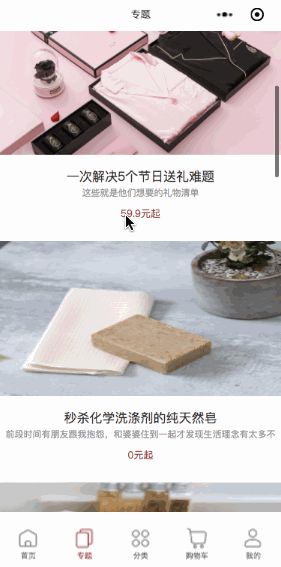 专题
一次解决5个节日送礼难题
这些就是他们想要的礼物清单
59.9元起
秒杀化学洗涤剂的纯天然皂
前段时间有朋友跟我抱怨，和婆婆住到一起才发现生活理念有太多不
0元起
首页
专题
分类
购物车
我的